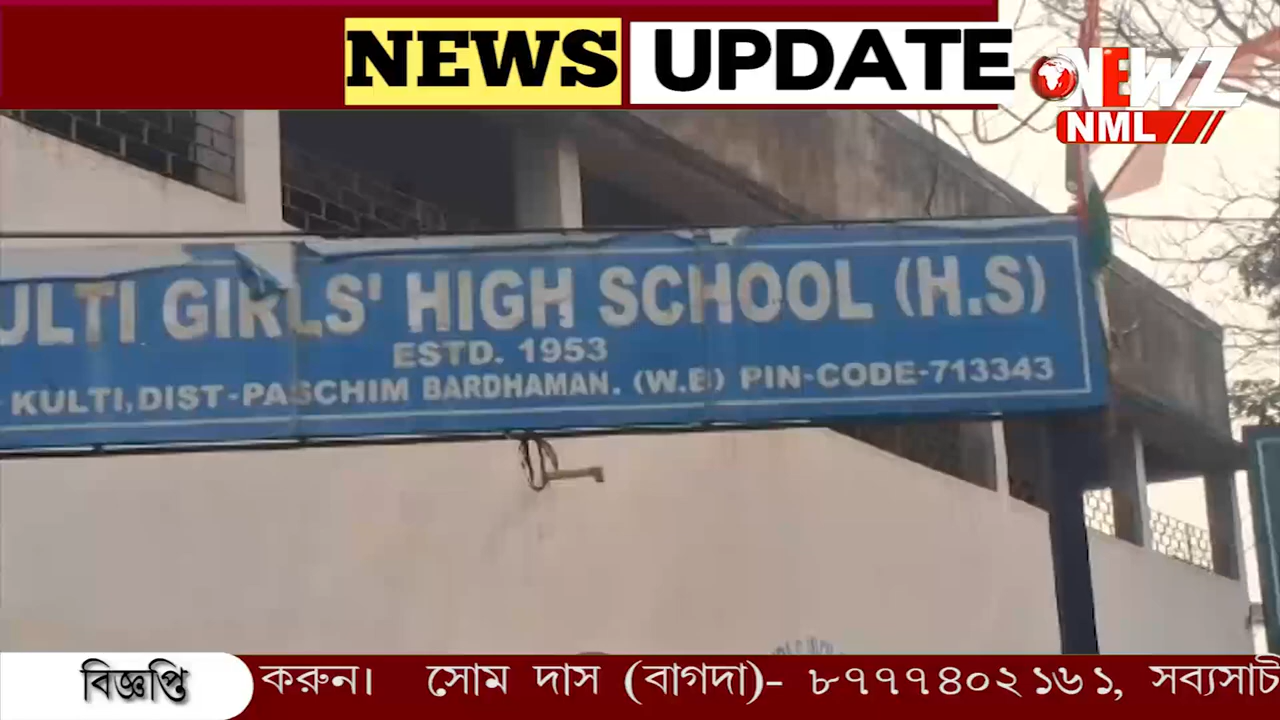 NEWS UPDATE
NEWZ
NML
ULTI GIRLS' HIGH SCHOOL (H.S)
ESTD. 1953
KULTI, DIST-PASCHIM BARDHAMAN. (W.B) PIN-CODE-713343
বিজ্ঞপ্তি করুন। সোম দাস (বাগদা)- ৮৭৭৭৪০২১৬১, সব্যসাচী